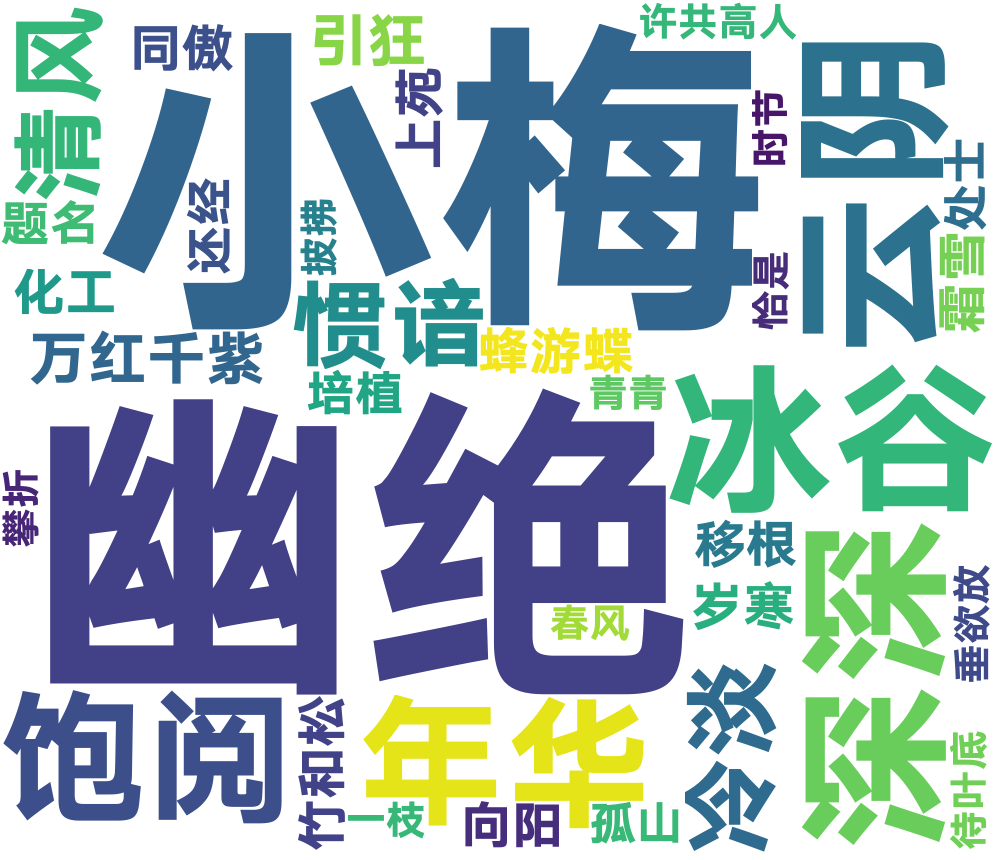 清风
同傲
引狂
许共高人
小梅
上苑
时节
云阴
处士
题名
还经
披拂
恰是
霜雪
化工
惯谙
万红千紫
蜂游蝶
培植
青青
冰谷
攀折
幽绝
移根
岁寒
春风
深深
垂欲放
饱阅
竹和松
年华
冷淡
待叶底
一枝
向阳
孤山